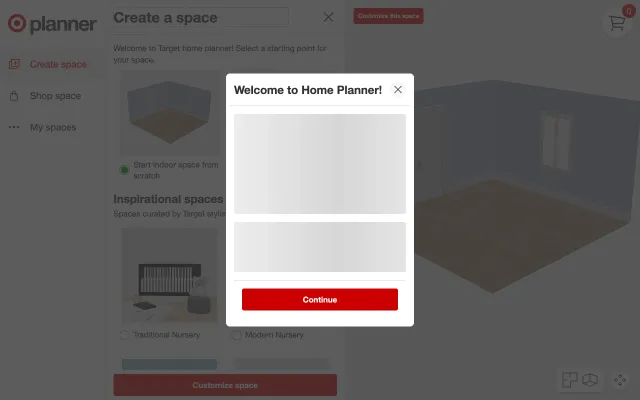 planner
Create a space
Customize this space
0
Welcome to Target home planner! Select a starting point for
your space.
Create space
Shop space
My spaces
Welcome to Home Planner!
Start indoor space from
scratch
Inspirational spaces
Spaces curated by Target stylis
Continue
Traditional Nursery
Modern Nursery
Customize space